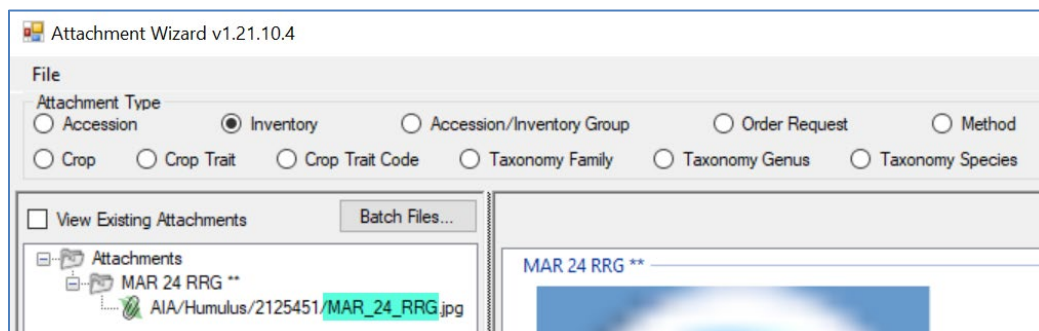 Attachment Wizard v1.21.10.4
File
Attachment Type
Accession Inventory Accession/Inventory Group Order Request Method
Crop Crop Trait Crop Trait Code Taxonomy Family Taxonomy Genus Taxonomy Species
View Existing Attachments Batch Files...
Attachments
MAR 24 RRG **
AIA/Humulus/2125451/MAR_24_RRG.jpg
MAR 24 RRG **